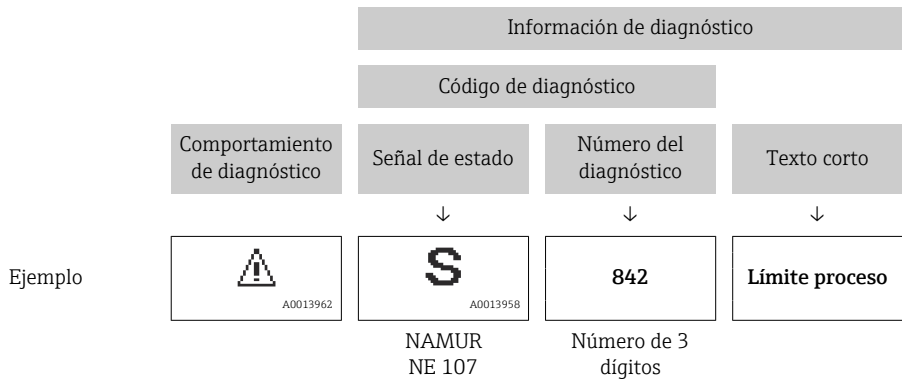 Información de diagnóstico
Código de diagnóstico
Comportamiento
de diagnóstico
Señal de estado
Número del
diagnóstico
Texto corto
↓ ↓ ↓
Ejemplo
A0013962
S
A0013958
842
Límite proceso
NAMUR
NE 107
Número de 3
dígitos